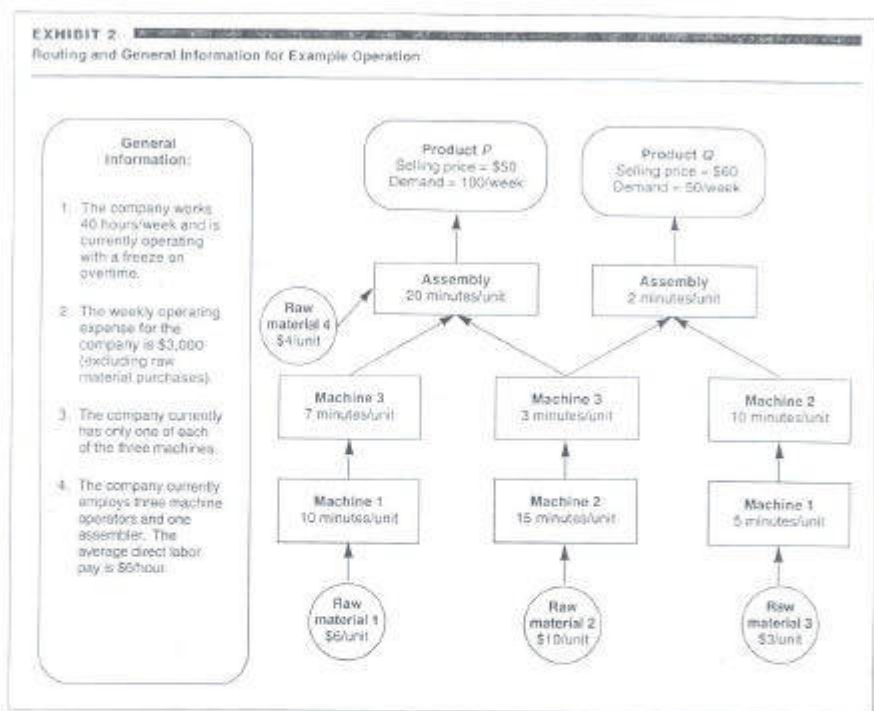 EXHIBIT 2
Routing and General Information for Example Operation
General
Information:
1. The company works
40 hours/week and is
currently operating
with a freeze on
overtime.
2. The weekly operating
expense for the
company is $3,000
(excluding raw
material purchases).
3. The company currently
has only one of each
of the three machines.
4. The company currently
employs three machine
operators and one
assembler. The
average direct labor
pay is $6/hour
Product P
Selling price = $50
Demand = 100/week
Product Q
Selling price = $60
Demand = 50/week
Assembly
20 minutes/unit
Assembly
2 minutes/unit
Raw
material 4
$4/unit
Machine 3
7 minutes/unit
Machine 3
3 minutes/unit
Machine 2
10 minutes/unit
Machine 1
10 minutes/unit
Machine 2
15 minutes/unit
Machine 1
5 minutes/unit
Raw
material 1
$6/unit
Raw
material 2
$10/unit
Raw
material 3
$3/unit